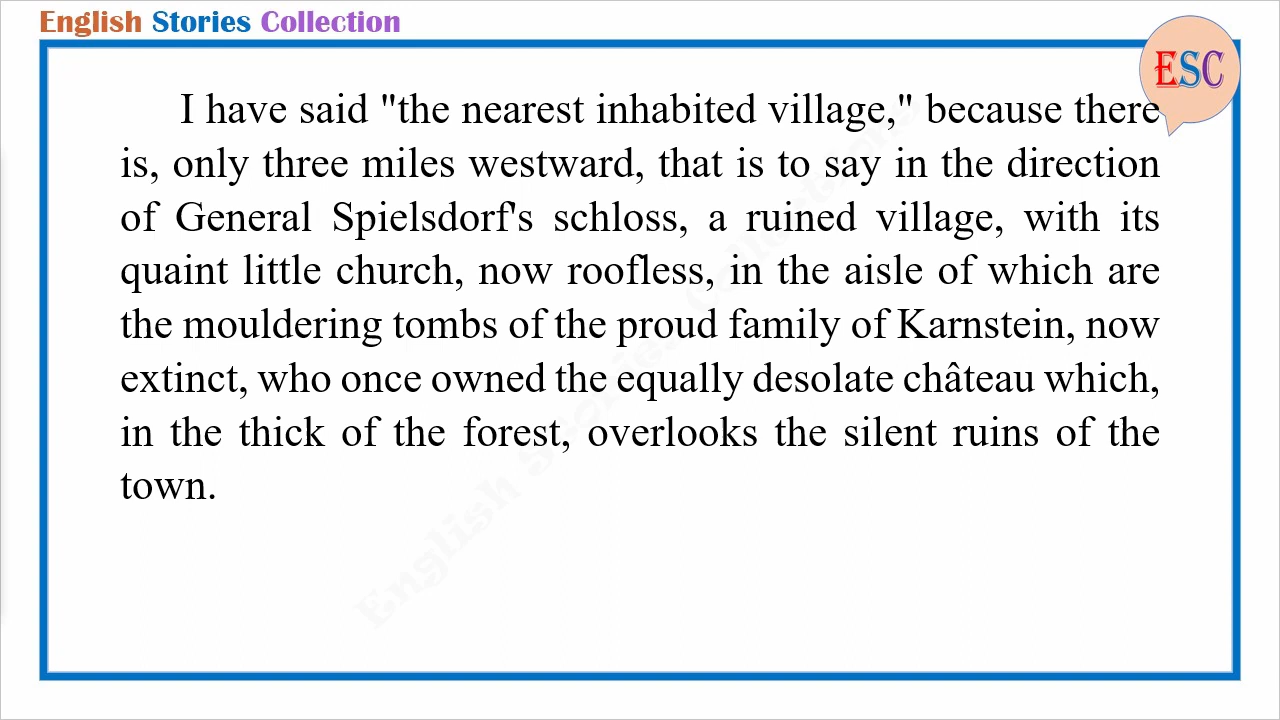 English Stories Collection
ESC
I have said "the nearest inhabited village," because there
is, only three miles westward, that is to say in the direction
of General Spielsdorf's schloss, a ruined village, with its
quaint little church, now roofless, in the aisle of which are
the mouldering tombs of the proud family of Karnstein, now
extinct, who once owned the equally desolate château which,
in the thick of the forest, overlooks the silent ruins of the
town.
English Stories Collections